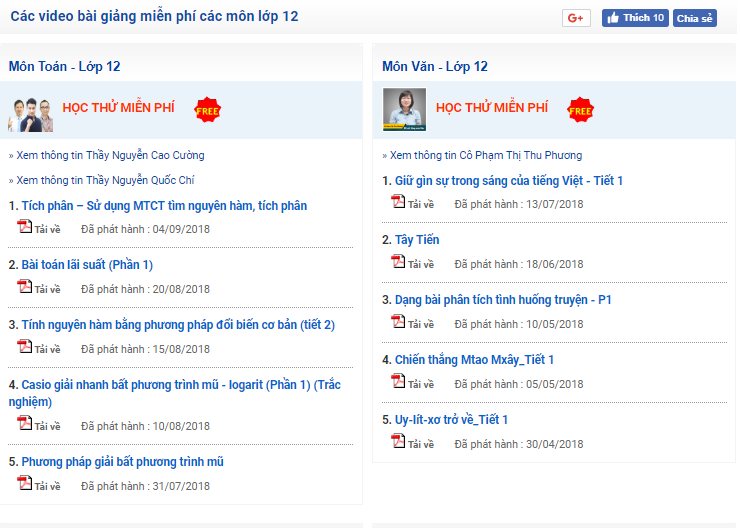 Các video bài giảng miễn phí các môn lớp 12
G+
Thích 10
Chia sẻ
Môn Toán - Lớp 12
HỌC THỬ MIỄN PHÍ
FREE
» Xem thông tin Thầy Nguyễn Cao Cường
» Xem thông tin Thầy Nguyễn Quốc Chí
1. Tích phân – Sử dụng MTCT tìm nguyên hàm, tích phân
Tải về Đã phát hành : 04/09/2018
2. Bài toán lãi suất (Phần 1)
Tải về Đã phát hành : 20/08/2018
3. Tính nguyên hàm bằng phương pháp đổi biến cơ bản (tiết 2)
Tải về Đã phát hành : 15/08/2018
4. Casio giải nhanh bất phương trình mũ - logarit (Phần 1) (Trắc
nghiệm)
Tải về Đã phát hành : 10/08/2018
5. Phương pháp giải bất phương trình mũ
Tải về Đã phát hành : 31/07/2018
Môn Văn - Lớp 12
HỌC THỬ MIỄN PHÍ
FREE
» Xem thông tin Cô Phạm Thị Thu Phương
1. Giữ gìn sự trong sáng của tiếng Việt - Tiết 1
Tải về Đã phát hành : 13/07/2018
2. Tây Tiến
Tải về Đã phát hành : 18/06/2018
3. Dạng bài phân tích tình huống truyện - P1
Tải về Đã phát hành : 10/05/2018
4. Chiến thắng Mtao Mxây_Tiết 1
Tải về Đã phát hành : 05/05/2018
5. Uy-lít-xơ trở về_Tiết 1
Tải về Đã phát hành : 30/04/2018